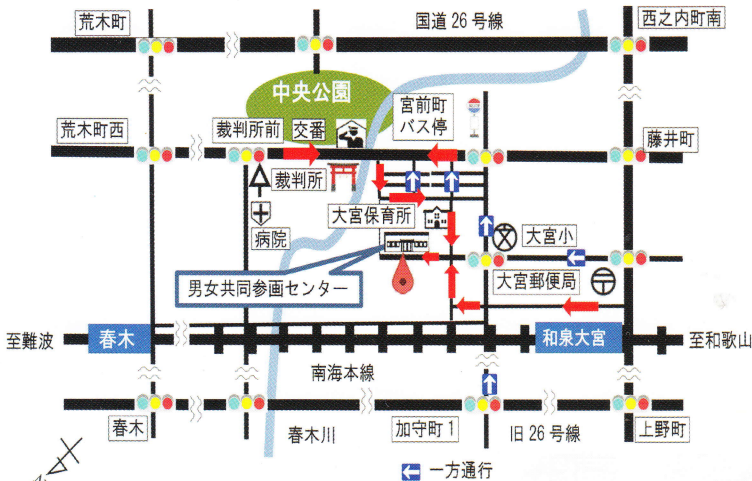 荒木町
国道26号線
西之内町南
中央公園
宮前町
バス停
荒木町西
裁判所前
交番
藤井町
裁判所
大宮保育所
病院
大宮小
男女共同参画センター
大宮郵便局
至難波
春木
和泉大宮
至和歌山
南海本線
春木
春木川
加守町1
旧26号線
上野町
一方通行